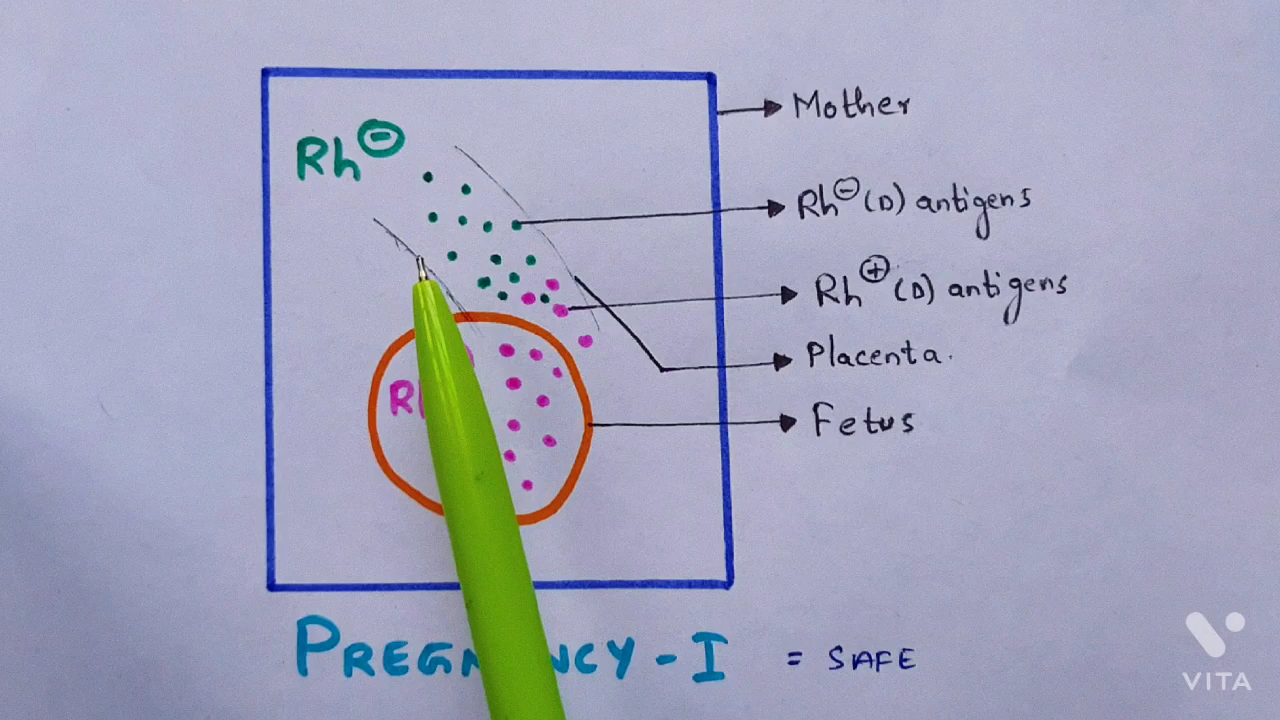 Rh⊖
Mother
Rh⊖(D) antigens
Rh⊕(D) antigens
Placenta.
Fetus
= SAFE
VITA